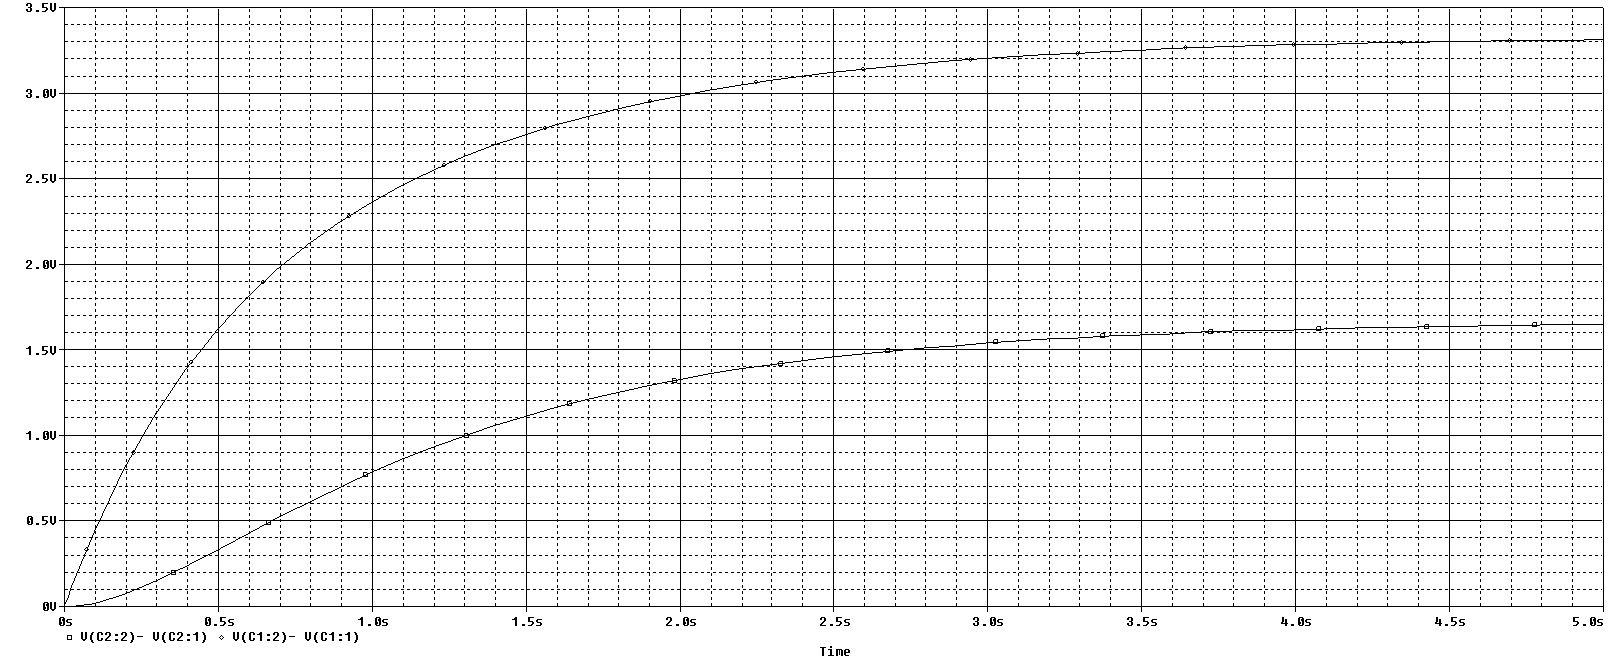 3.5V
3.0V
2.5V
2.0V
1.5V
1.0V
0.5V
0V
0s 0.5s 1.0s 1.5s 2.0s 2.5s 3.0s 3.5s 4.0s 4.5s 5.0s
V(C2:2)- V(C2:1) V(C1:2)- V(C1:1)
Time